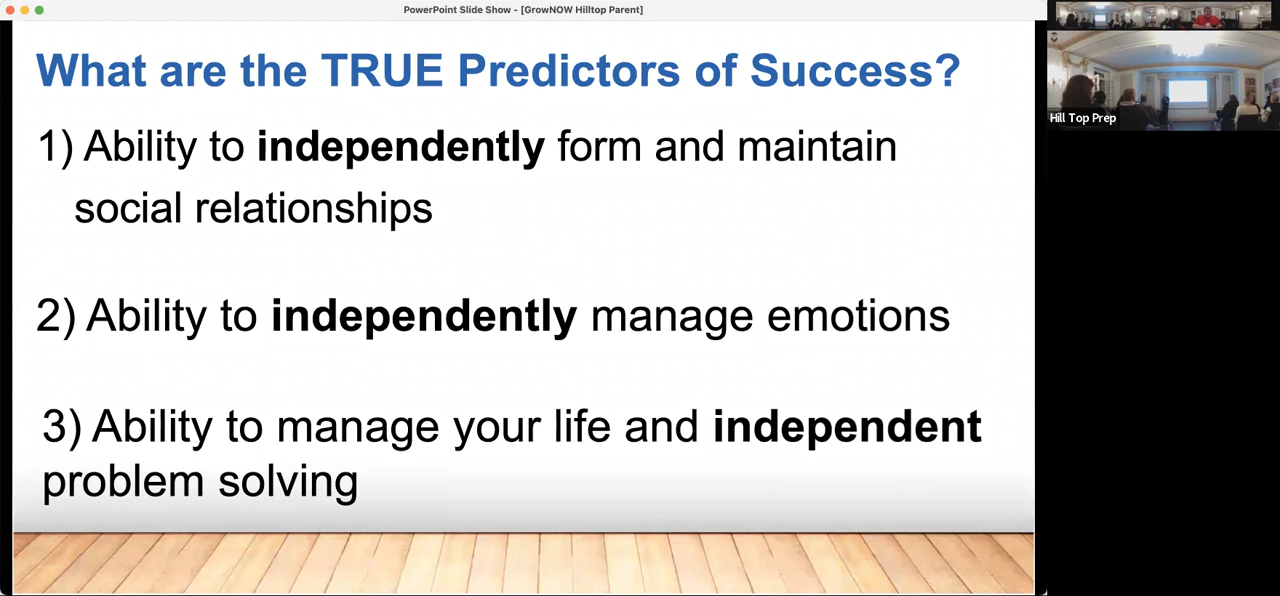 PowerPoint Slide Show - [GrowNOW Hilltop Parent]
What are the TRUE Predictors of Success?
1) Ability to independently form and maintain
social relationships
2) Ability to independently manage emotions
3) Ability to manage your life and independent
problem solving
Hill Top Prep